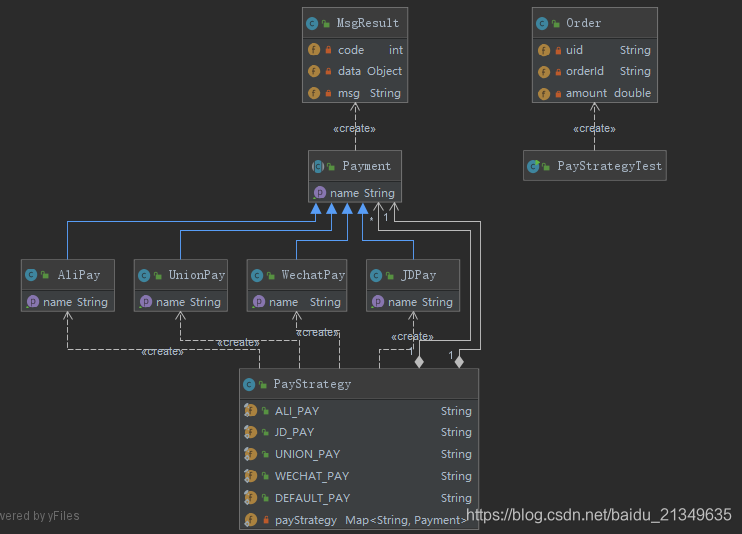 MsgResult
code int
data Object
msg String
Order
uid String
orderId String
amount double
«create»
«create»
Payment
name String
PayStrategyTest
* 1
AliPay
name String
UnionPay
name String
WechatPay
name String
JDPay
name String
«create»
«create»
«create»
«create»
1 1
PayStrategy
ALI_PAY String
JD_PAY String
UNION_PAY String
WECHAT_PAY String
DEFAULT_PAY String
payStrategy Map<String, Payment>
wered by yFiles
https://blog.csdn.net/baidu_21349635